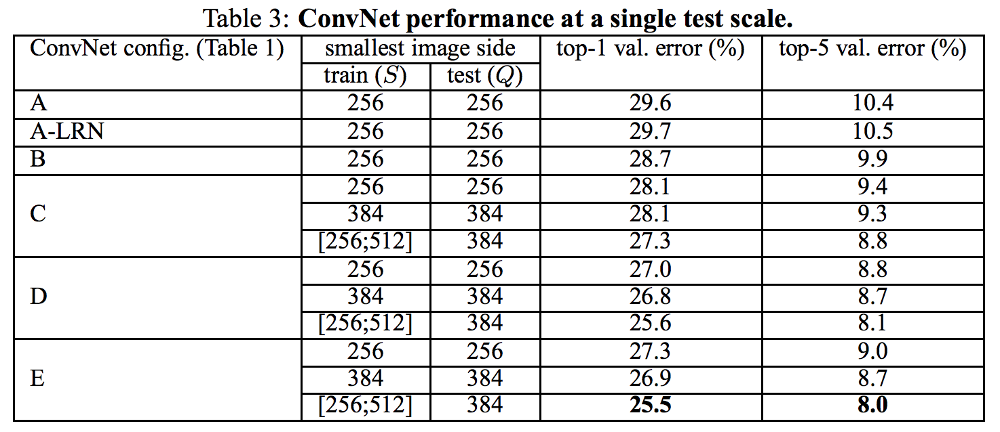 Table 3: ConvNet performance at a single test scale.
ConvNet config. (Table 1) smallest image side top-1 val. error (%) top-5 val. error (%)
train (S) test (Q)
A 256 256 29.6 10.4
A-LRN 256 256 29.7 10.5
B 256 256 28.7 9.9
C 256 256 28.1 9.4
384 384 28.1 9.3
[256;512] 384 27.3 8.8
D 256 256 27.0 8.8
384 384 26.8 8.7
[256;512] 384 25.6 8.1
E 256 256 27.3 9.0
384 384 26.9 8.7
[256;512] 384 25.5 8.0